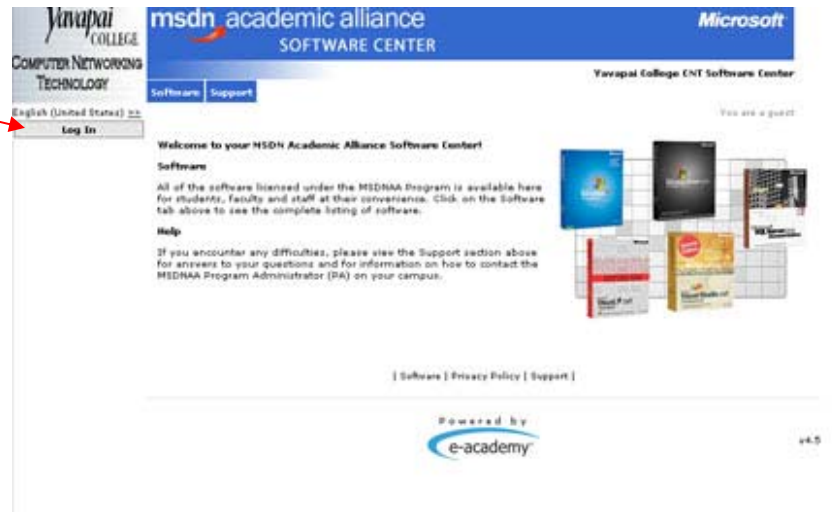 Yavapai
COLLEGE
COMPUTER NETWORKING
TECHNOLOGY
English (United States) >>
Log In
msdn academic alliance
SOFTWARE CENTER
Microsoft
Yavapai College CNT Software Center
Software Support
You are a guest
Welcome to your MSDN Academic Alliance Software Center!
Software
All of the software licensed under the MSDNAA Program is available here
for students, faculty and staff at their convenience. Click on the Software
tab above to see the complete listing of software.
Help
If you encounter any difficulties, please view the Support section above
for answers to your questions and for information on how to contact the
MSDNAA Program Administrator (PA) on your campus.
| Software | Privacy Policy | Support |
Powered by
e-academy
v4.5